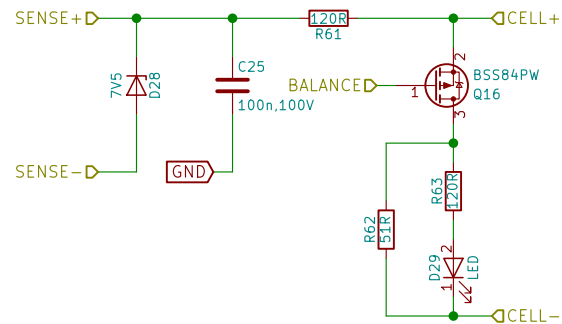 SENSE+
120R
R61
CELL+
7V5
D28
C25
100n,100V
BALANCE
1
2
BSS84PW
Q16
3
SENSE-
GND
R62
51R
R63
120R
D29
2
1
LED
CELL-